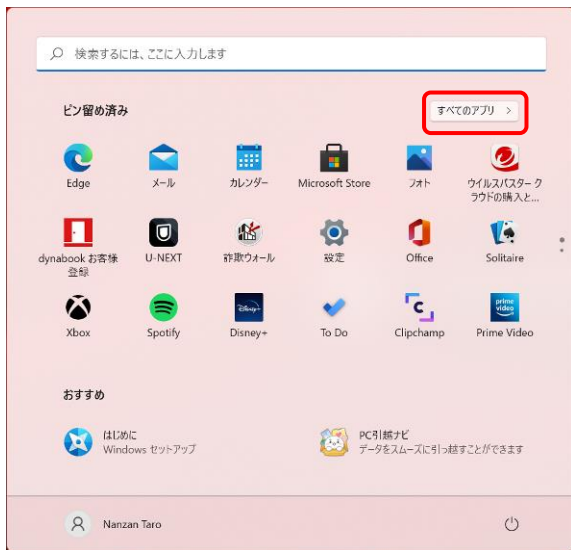 検索するには、ここに入力します
ピン留め済み
すべてのアプリ >
Edge
メール
カレンダー
Microsoft Store
フォト
ウイルスバスター ク
ラウドの購入と...
dynabook お客様
登録
U-NEXT
詐欺ウォール
設定
Office
Solitaire
Xbox
Spotify
Disney+
To Do
Clipchamp
prime
video
Prime Video
おすすめ
はじめに
Windows セットアップ
PC引越ナビ
データをスムーズに引っ越すことができます
Nanzan Taro